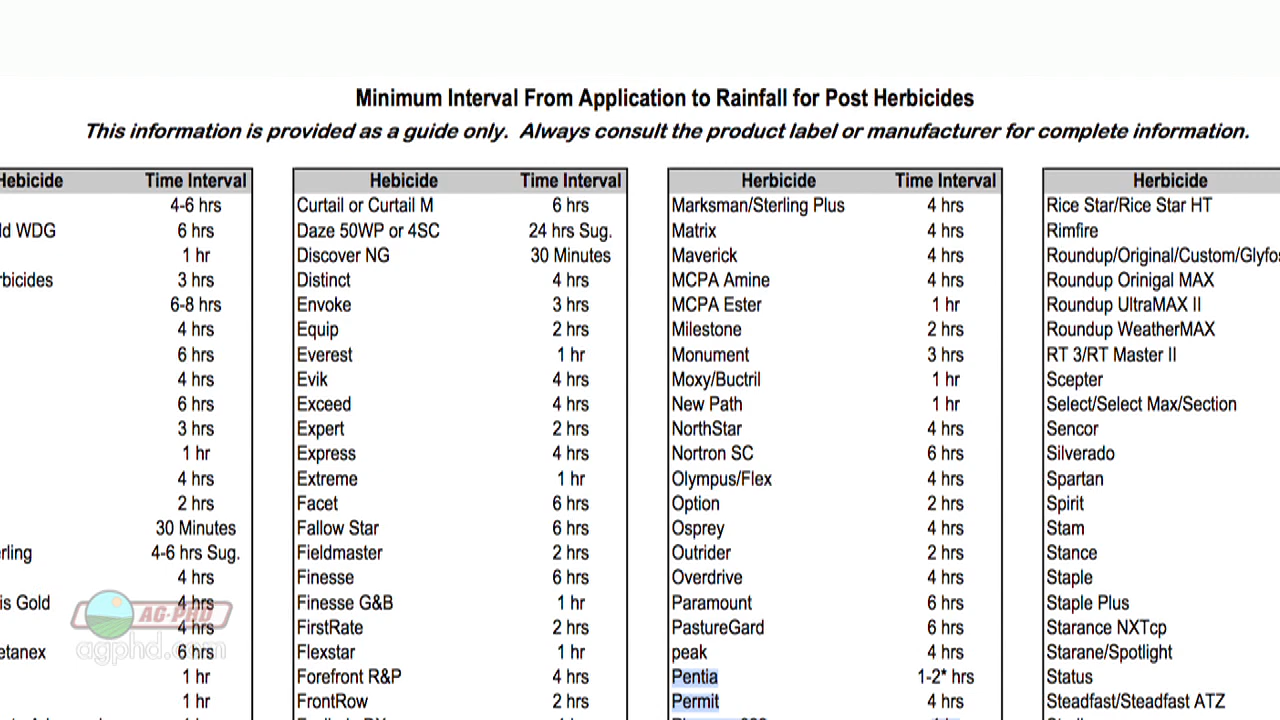 Minimum Interval From Application to Rainfall for Post Herbicides
This information is provided as a guide only. Always consult the product label or manufacturer for complete information.
Hebicide Time Interval Hebicide Time Interval Herbicide Time Interval Herbicide
4-6 hrs Curtail or Curtail M 6 hrs Marksman/Sterling Plus 4 hrs Rice Star/Rice Star HT
ld WDG 6 hrs Daze 50WP or 4SC 24 hrs Sug. Matrix 4 hrs Rimfire
1 hr Discover NG 30 Minutes Maverick 4 hrs Roundup/Original/Custom/Glyfos
rbicides 3 hrs Distinct 4 hrs MCPA Amine 4 hrs Roundup Orinigal MAX
6-8 hrs Envoke 3 hrs MCPA Ester 1 hr Roundup UltraMAX II
4 hrs Equip 2 hrs Milestone 2 hrs Roundup WeatherMAX
6 hrs Everest 1 hr Monument 3 hrs RT 3/RT Master II
4 hrs Evik 4 hrs Moxy/Buctril 1 hr Scepter
6 hrs Exceed 4 hrs New Path 1 hr Select/Select Max/Section
3 hrs Expert 2 hrs NorthStar 4 hrs Sencor
1 hr Express 4 hrs Nortron SC 6 hrs Silverado
4 hrs Extreme 1 hr Olympus/Flex 4 hrs Spartan
2 hrs Facet 6 hrs Option 2 hrs Spirit
30 Minutes Fallow Star 6 hrs Osprey 4 hrs Stam
rling 4-6 hrs Sug. Fieldmaster 2 hrs Outrider 2 hrs Stance
4 hrs Finesse 6 hrs Overdrive 4 hrs Staple
is Gold 4 hrs Finesse G&B 1 hr Paramount 6 hrs Staple Plus
AG-PHD
4 hrs FirstRate 2 hrs PastureGard 6 hrs Starance NXTcp
agphd.com
etanex 6 hrs Flexstar 1 hr peak 4 hrs Starane/Spotlight
1 hr Forefront R&P 4 hrs Pentia 1-2* hrs Status
1 hr FrontRow 2 hrs Permit 4 hrs Steadfast/Steadfast ATZ